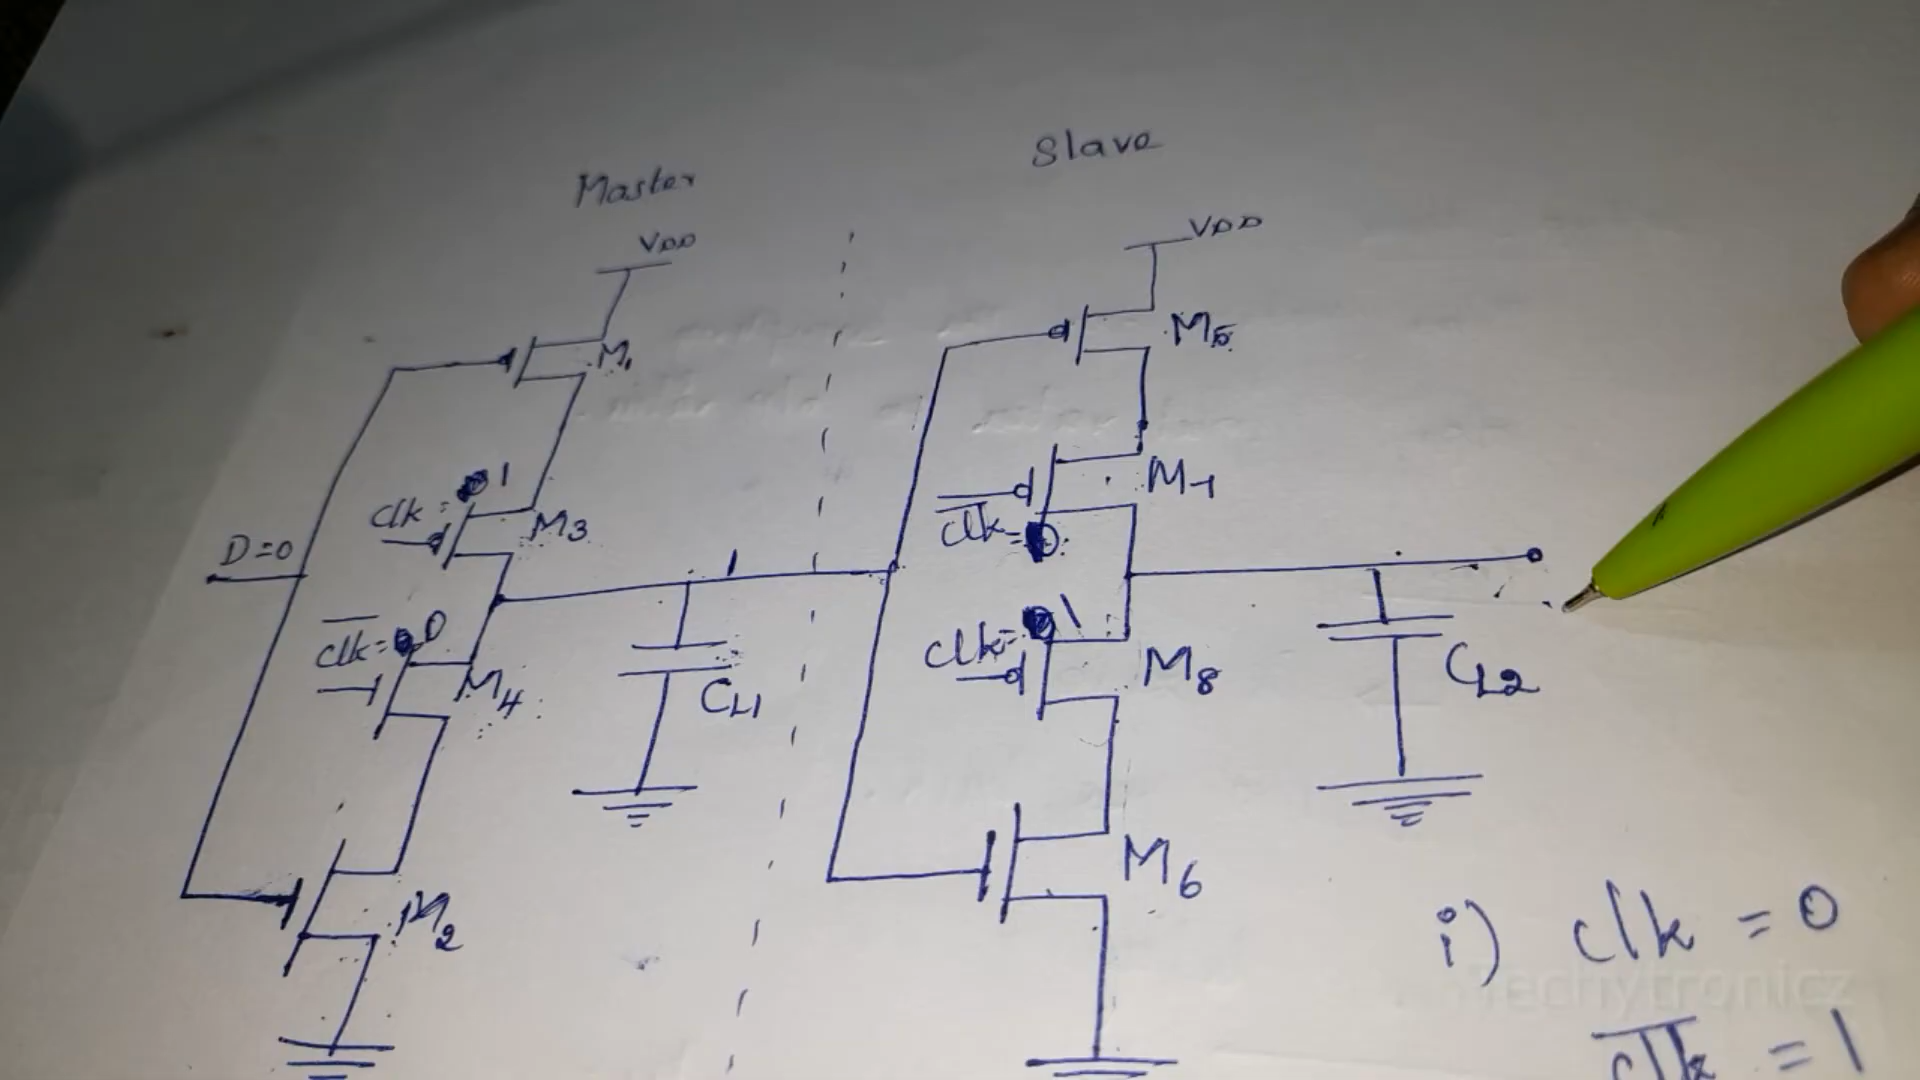 Master
Slave
VDD
VDD
M1
M5
clk = 1
M3
D=0
M7
clk̅ = 0
1
clk̅ = 0
M4
clk = 1
M8
CL1
CL2
M2
M6
i) clk = 0
clk̅ = 1
Techytronicz